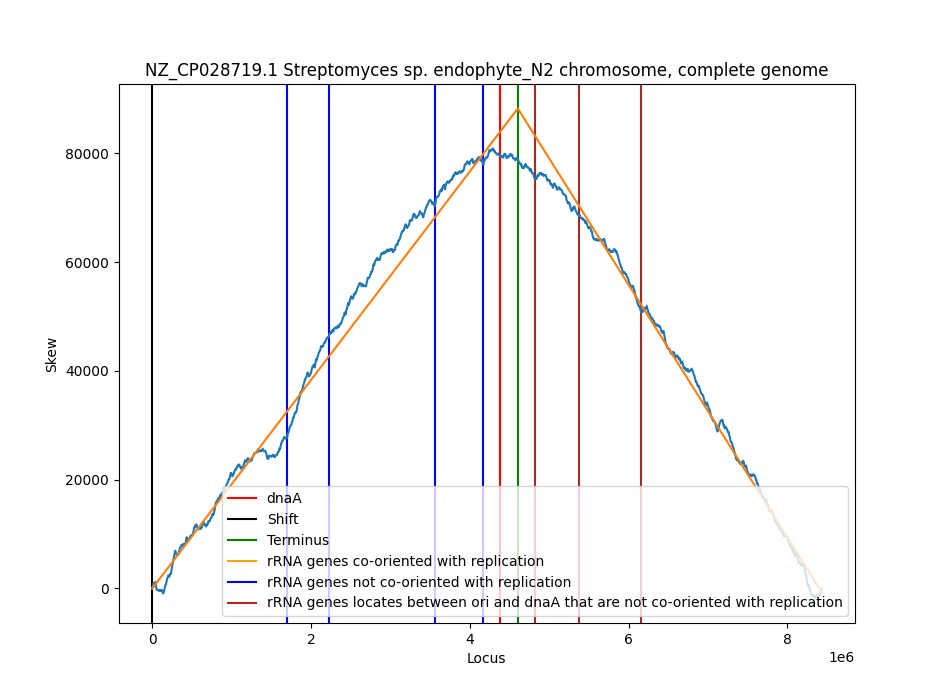 NZ_CP028719.1 Streptomyces sp. endophyte_N2 chromosome, complete genome
Skew
80000
60000
40000
20000
0
dnaA
Shift
Terminus
rRNA genes co-oriented with replication
rRNA genes not co-oriented with replication
rRNA genes locates between ori and dnaA that are not co-oriented with replication
0 2 4 6 8
Locus
1e6